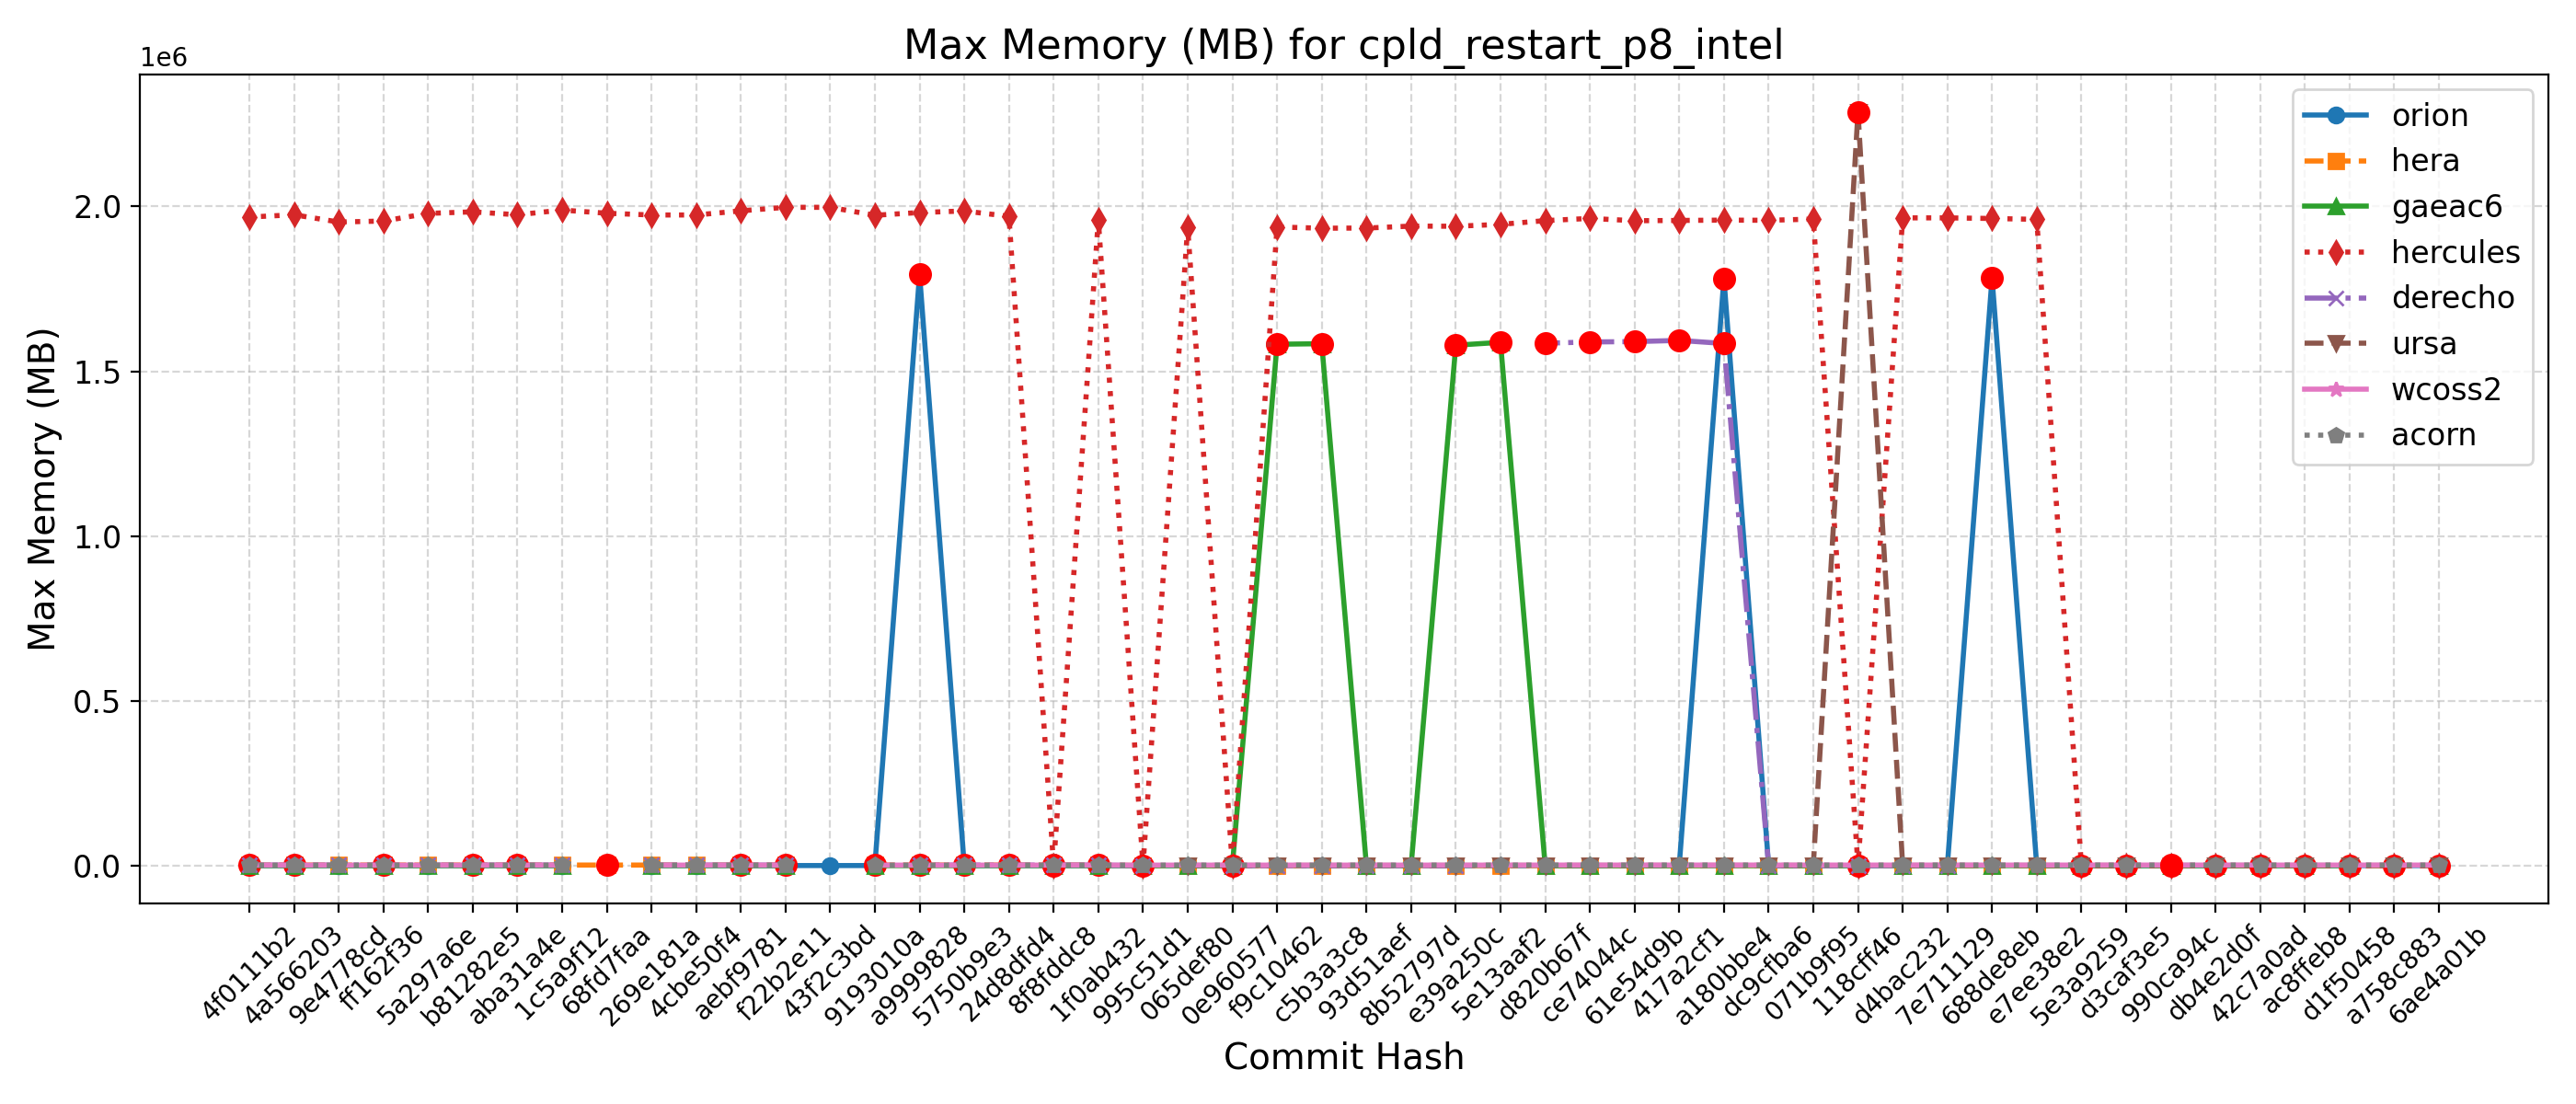 Max Memory (MB) for cpld_restart_p8_intel
1e6
2.0
1.5
1.0
0.5
0.0
Max Memory (MB)
orion
hera
gaeac6
hercules
derecho
ursa
wcoss2
acorn
4f0111b2
4a566203
9e4778cd
ff162f36
5a297a6e
b81282e5
aba31a4e
1c5a9f12
68fd7faa
269e181a
4cbe50f4
aebf9781
f22b2e11
43f2c3bd
9193010a
a9999828
5750b9e3
24d8dfd4
8f8fddc8
1f0ab432
995c51d1
065def80
0e960577
f9c10462
c5b3a3c8
93d51aef
8b52797d
e39a250c
5e13aaf2
d820b67f
ce74044c
61e54d9b
417a2cf1
a180bbe4
dc9cfba6
071b9f95
118cff46
d4bac232
7e711129
688de8eb
e7ee38e2
5e3a9259
d3caf3e5
990ca94c
db4e2d0f
42c7a0ad
ac8ffeb8
d1f50458
a758c883
6ae4a01b
Commit Hash